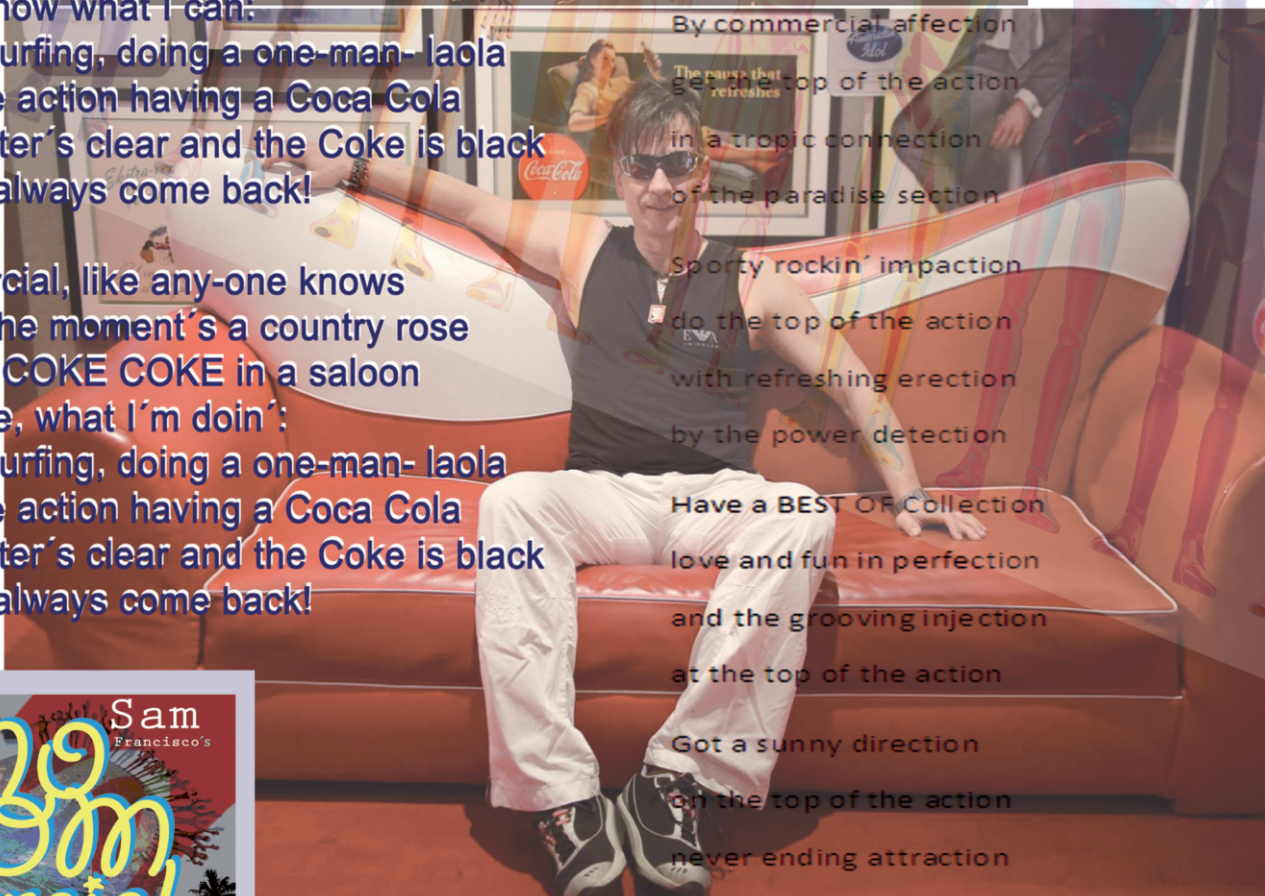 now what I can:
urfing, doing a one-man- laola
e action having a Coca Cola
ter´s clear and the Coke is black
always come back!
rcial, like any-one knows
he moment´s a country rose
COKE COKE in a saloon
e, what I´m doin´:
urfing, doing a one-man- laola
e action having a Coca Cola
ter´s clear and the Coke is black
always come back!
By commercial affection
get the top of the action
in a tropic connection
of the paradise section
Sporty rockin´ impaction
do the top of the action
with refreshing erection
by the power detection
Have a BEST OF Collection
love and fun in perfection
and the grooving injection
at the top of the action
Got a sunny direction
on the top of the action
never ending attraction
The pause that
refreshes
Coca-Cola
Idol
Sam
Francisco´s